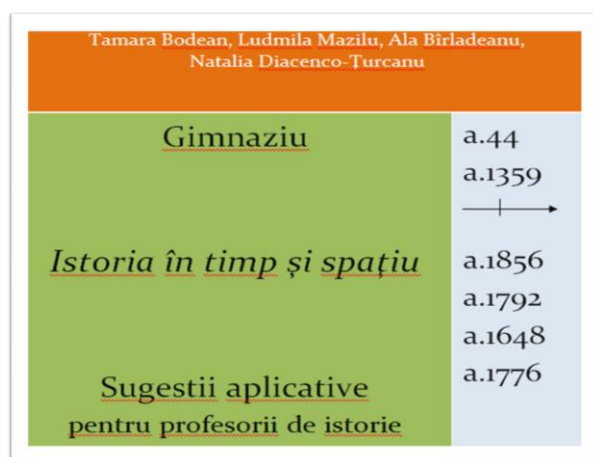 Tamara Bodean, Ludmila Mazilu, Ala Bîrladeanu,
Natalia Diacenco-Țurcanu
Gimnaziu
Istoria în timp și spațiu
Sugestii aplicative
pentru profesorii de istorie
a.44
a.1359
a.1856
a.1792
a.1648
a.1776